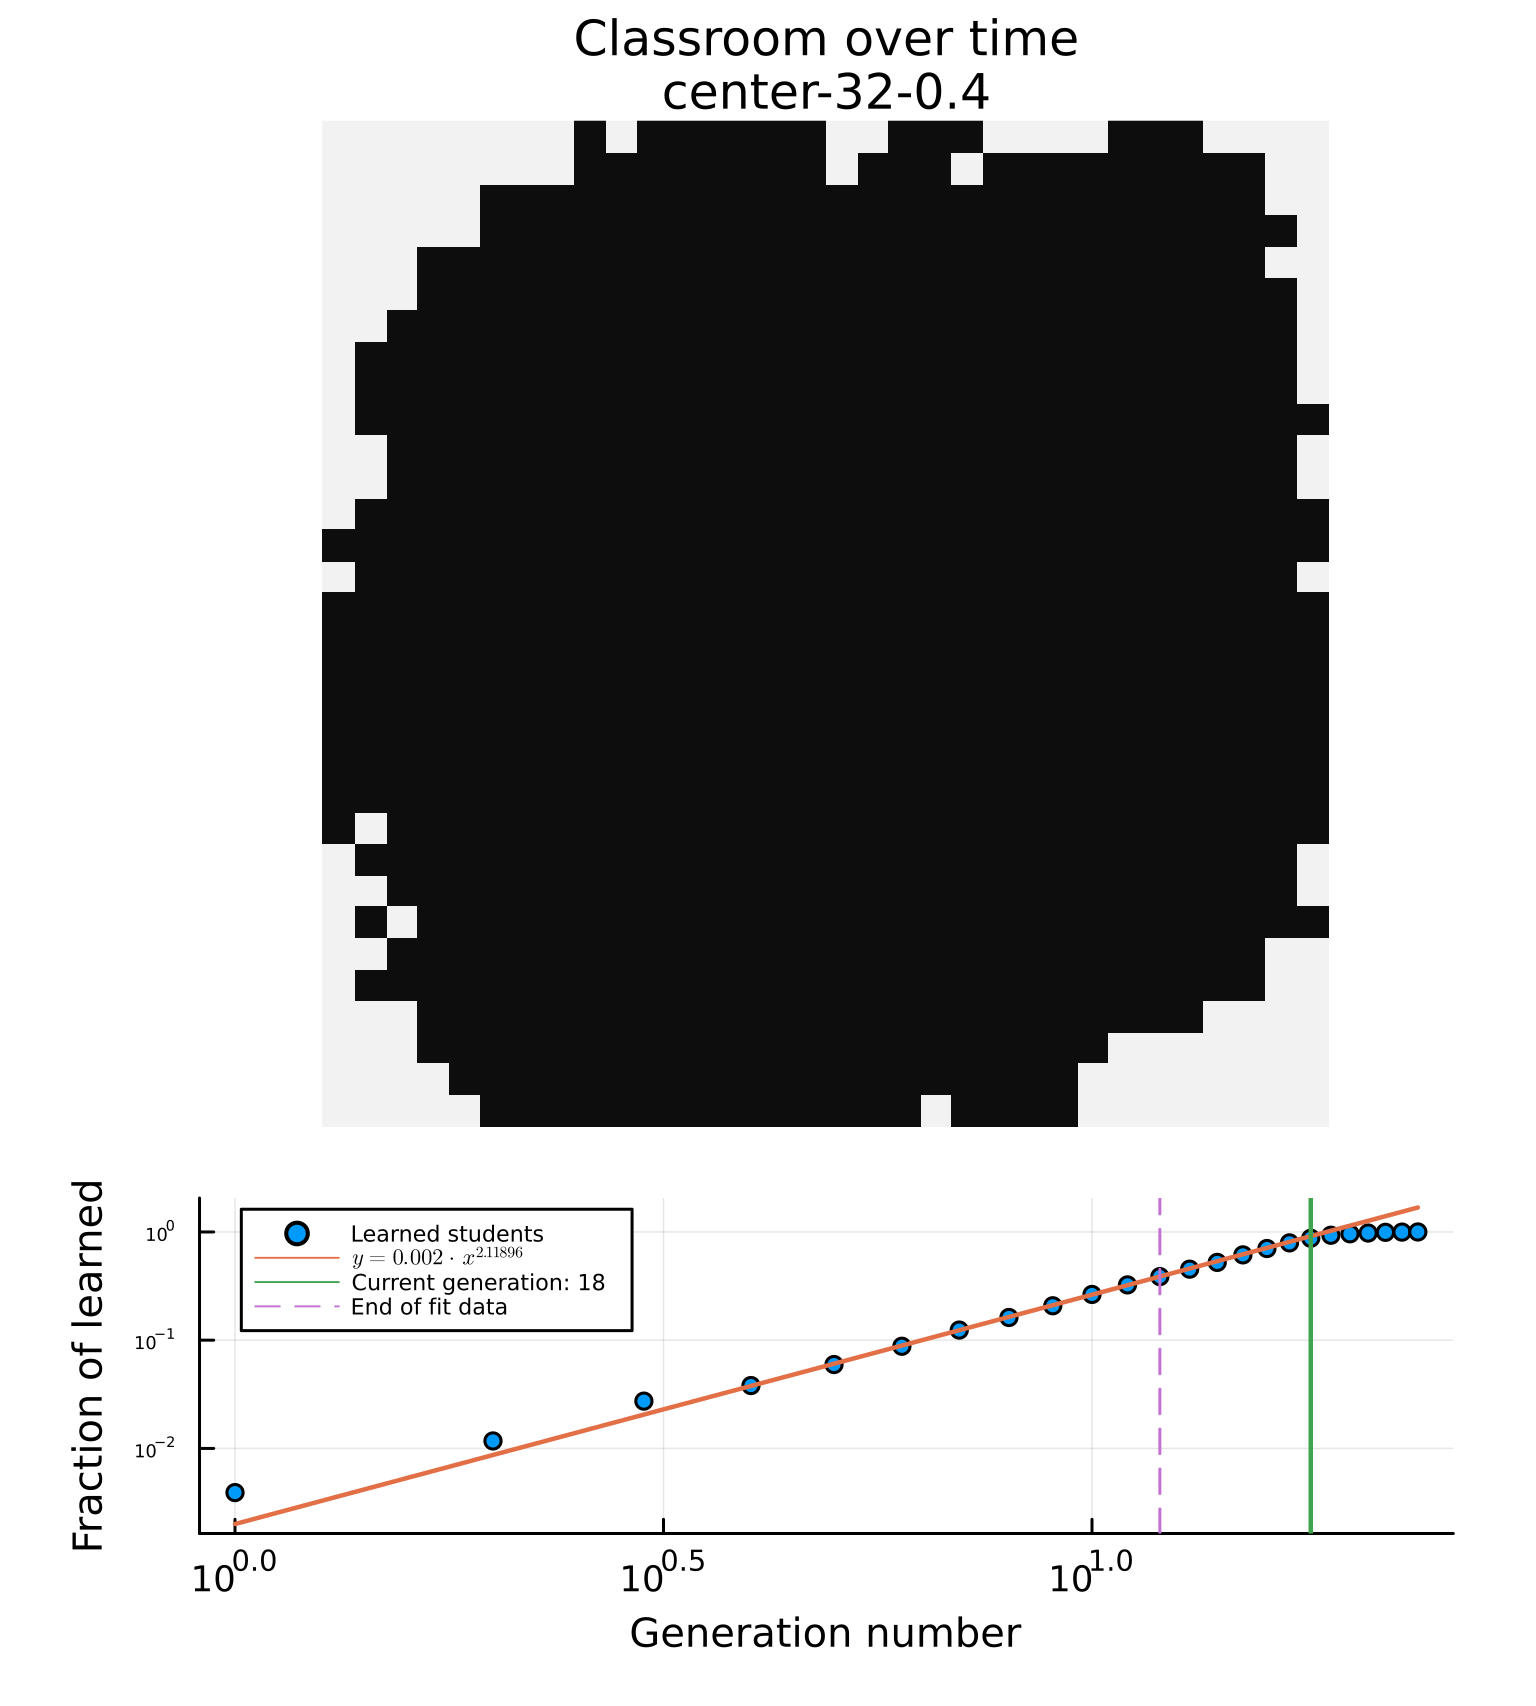 Classroom over time
center-32-0.4
Fraction of learned
10⁰
10⁻¹
10⁻²
Learned students
y = 0.002 · x^2.11896
Current generation: 18
End of fit data
10^0.0 10^0.5 10^1.0
Generation number